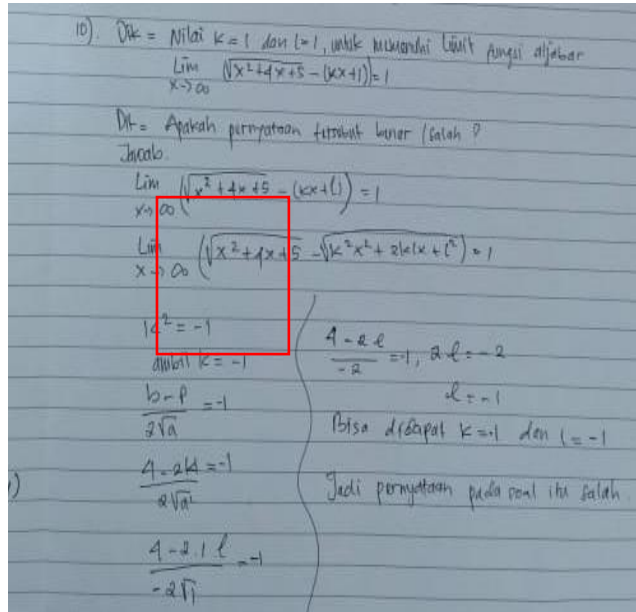 10). Dik = Nilai k = 1 dan l = 1, untuk memenuhi limit fungsi aljabar
Lim x→∞ √x²+4x+5 - (kx+l) = 1
Dit = Apakah pernyataan tersebut benar / salah ?
Jawab.
Lim x→∞ (√x²+4x+5 - (kx+l)) = 1
Lim x→∞ (√x²+4x+5 - √k²x²+2klx+l²) = 1
k² = -1
ambil k = -1
b-p / 2√a = -1
4-2kl / 2√a² = -1
4-2.1 l / -2√1 = -1
4-2l / -2 = -1, 2l = -2
l = -1
Bisa didapat k = -1 dan l = -1
Jadi pernyataan pada soal itu salah.
)